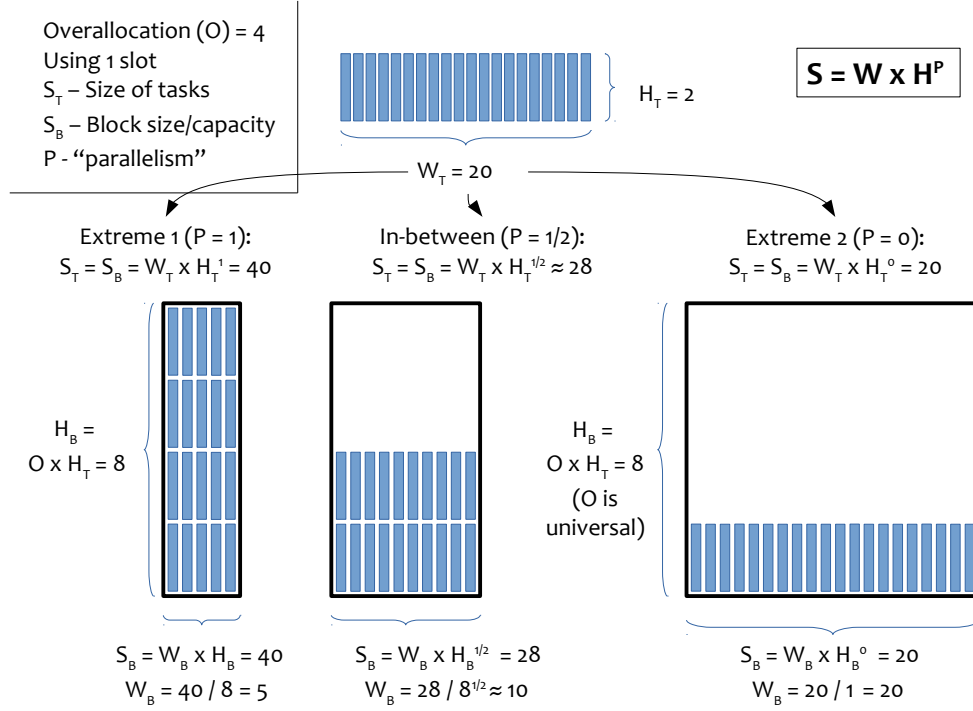 Overallocation (O) = 4
Using 1 slot
S_T – Size of tasks
S_B – Block size/capacity
P - “parallelism”
S = W x H^P
H_T = 2
W_T = 20
Extreme 1 (P = 1):
S_T = S_B = W_T x H_T^1 = 40
In-between (P = 1/2):
S_T = S_B = W_T x H_T^1/2 ≈ 28
Extreme 2 (P = 0):
S_T = S_B = W_T x H_T^0 = 20
H_B =
O x H_T = 8
H_B =
O x H_T = 8
(O is
universal)
S_B = W_B x H_B = 40
W_B = 40 / 8 = 5
S_B = W_B x H_B^1/2 = 28
W_B = 28 / 8^1/2 ≈ 10
S_B = W_B x H_B^0 = 20
W_B = 20 / 1 = 20